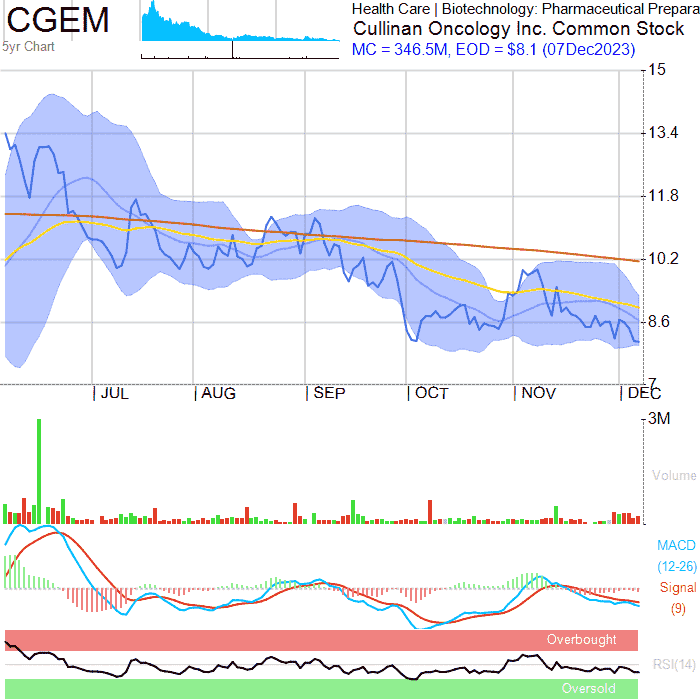 CGEM
5yr Chart
Health Care | Biotechnology: Pharmaceutical Prepara
Cullinan Oncology Inc. Common Stock
MC = 346.5M, EOD = $8.1 (07Dec2023)
15
13.4
11.8
10.2
8.6
7
JUL AUG SEP OCT NOV DEC
3M
Volume
MACD
(12-26)
Signal
(9)
Overbought
RSI(14)
Oversold